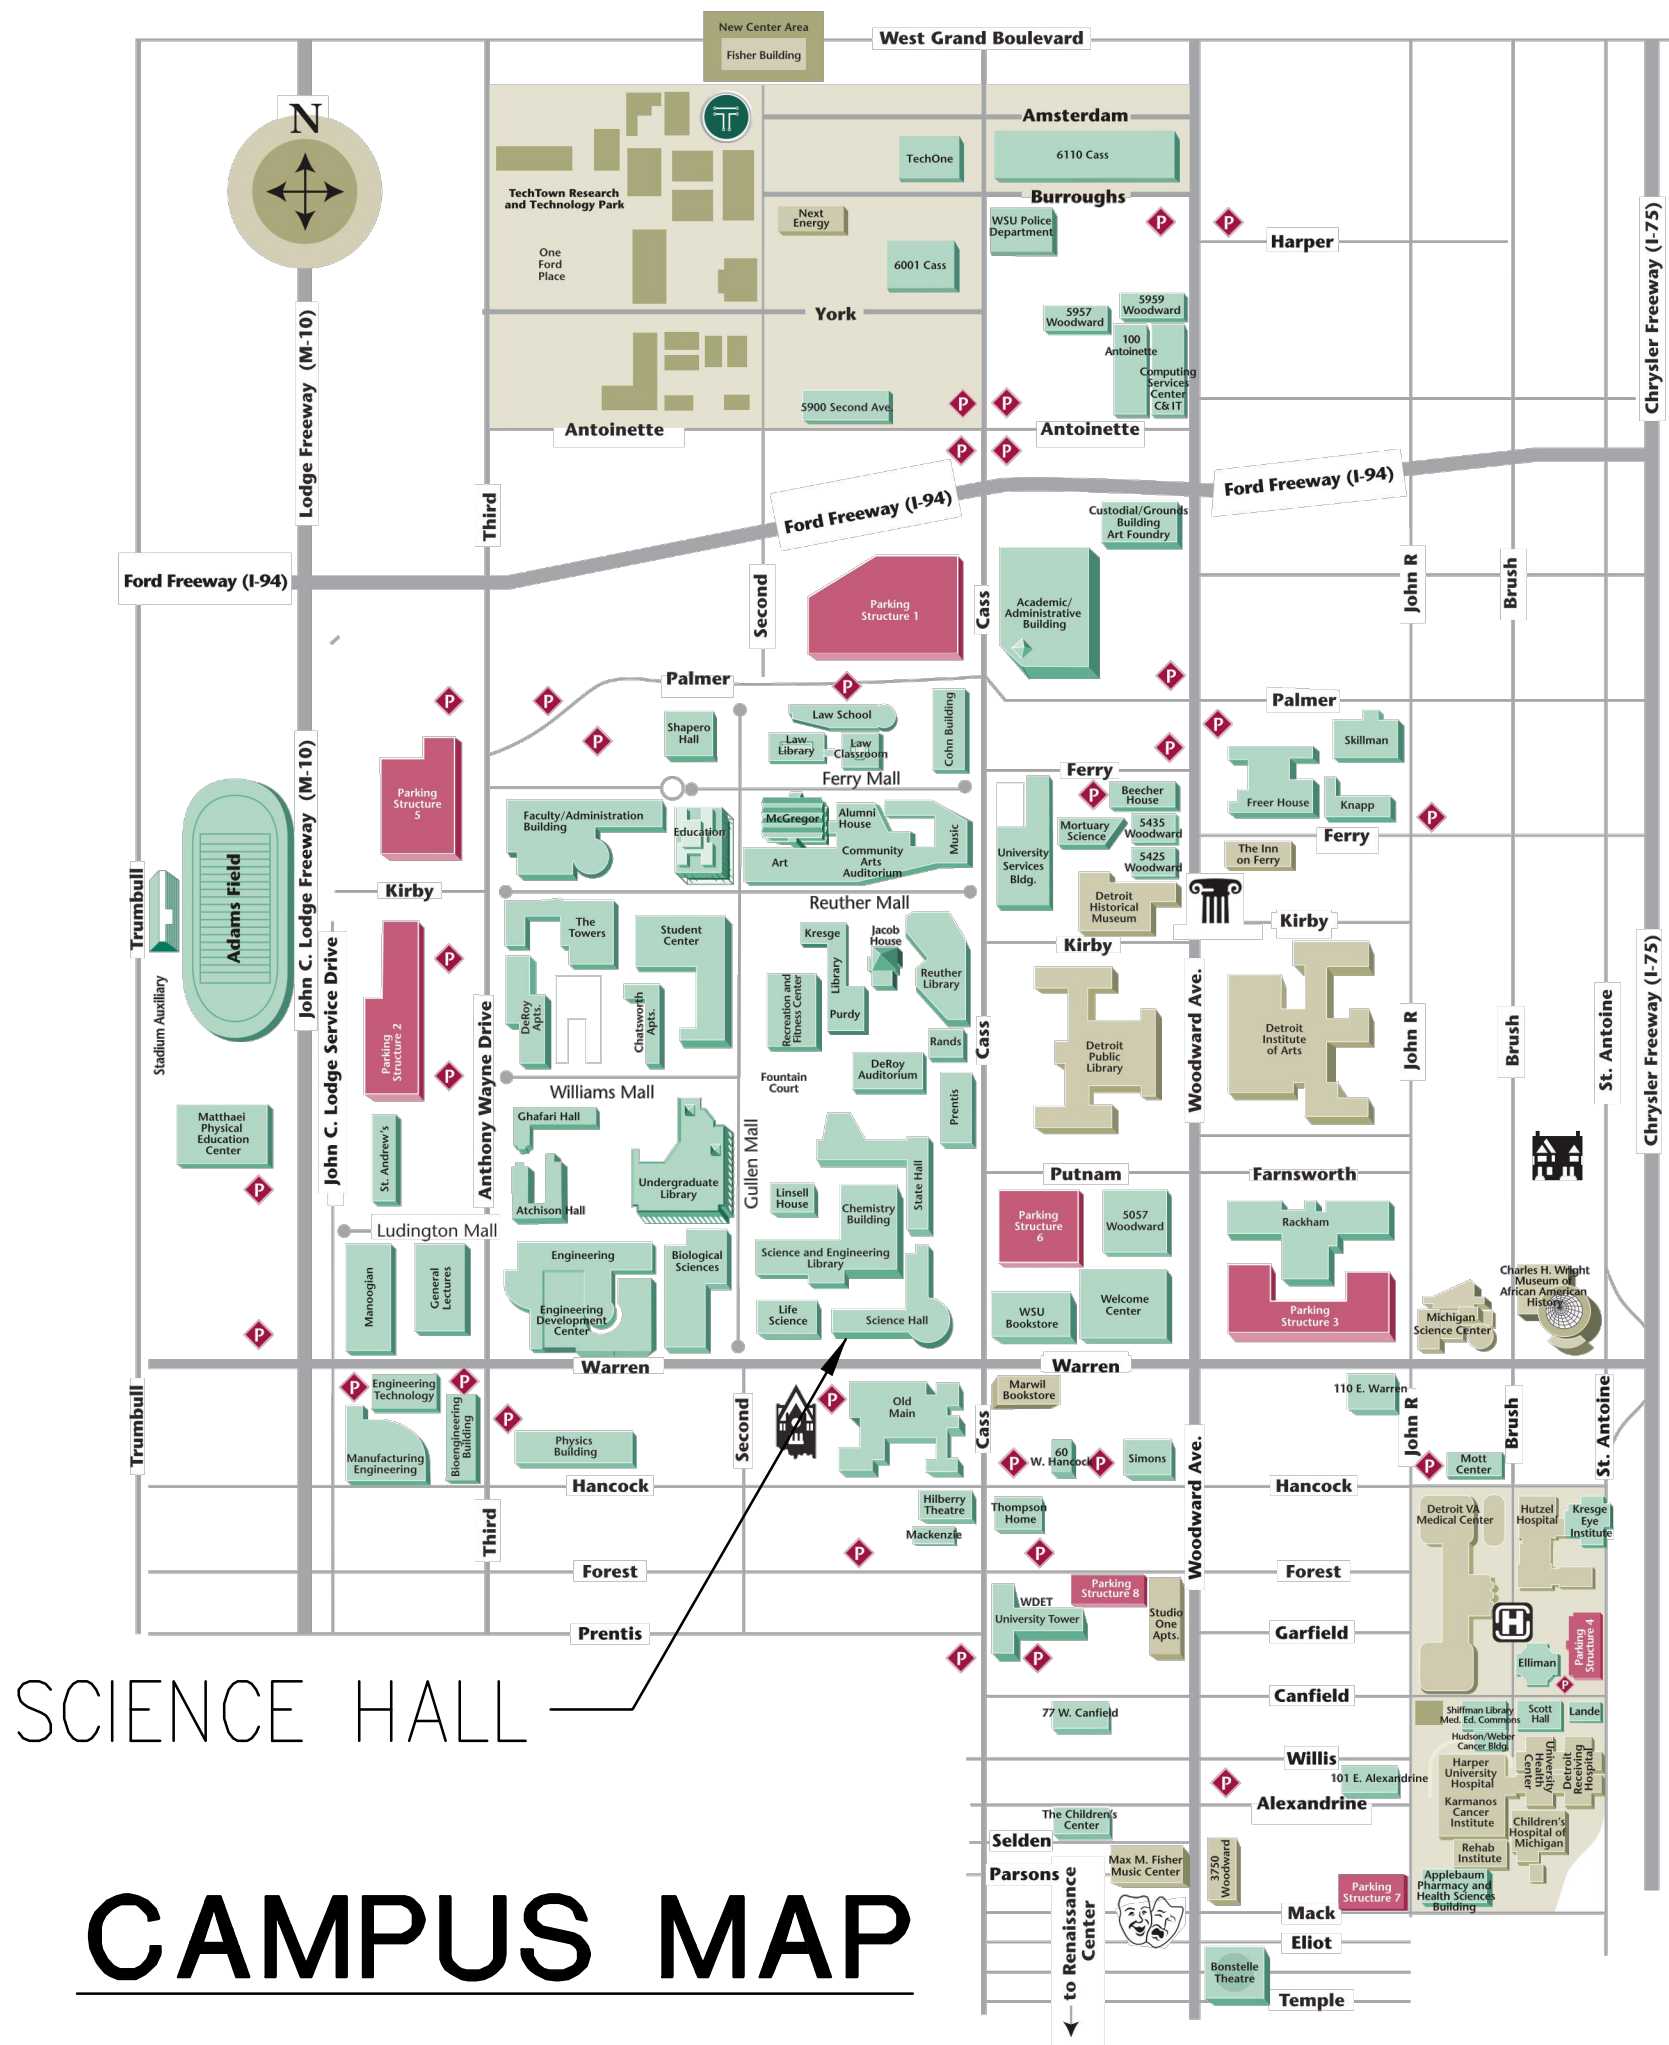 New Center Area
Fisher Building
West Grand Boulevard
N
Amsterdam
TechOne
6110 Cass
TechTown Research
and Technology Park
Burroughs
Next
Energy
WSU Police
Department
P
P
Harper
One
Ford
Place
6001 Cass
Lodge Freeway (M-10)
Chrysler Freeway (I-75)
York
5957
Woodward
5959
Woodward
100
Antoinette
Computing
Services
Center
C&IT
5900 Second Ave.
P
P
Antoinette
Antoinette
P
P
Third
Ford Freeway (I-94)
Ford Freeway (I-94)
Ford Freeway (I-94)
Custodial/Grounds
Building
Art Foundry
Second
Parking
Structure 1
Cass
Academic/
Administrative
Building
John R
Brush
Palmer
P
P
P
P
P
Palmer
Shapero
Hall
Law School
Law
Library
Law
Classroom
Cohn Building
P
P
Skillman
Ferry Mall
Ferry
John C. Lodge Freeway (M-10)
Parking
Structure
5
Faculty/Administration
Building
Education
McGregor
Alumni
House
Music
Art
Community
Arts
Auditorium
University
Services
Bldg.
P
Beecher
House
Mortuary
Science
5435
Woodward
5425
Woodward
Freer House
Knapp
P
Ferry
The Inn
on Ferry
Trumbull
Adams Field
Stadium Auxiliary
Kirby
Reuther Mall
Detroit
Historical
Museum
Kirby
Kirby
John C. Lodge Service Drive
Parking
Structure 2
P
P
Anthony Wayne Drive
The
Towers
Student
Center
DeRoy
Apts.
Chatsworth
Apts.
Kresge
Library
Purdy
Jacob
House
Reuther
Library
Recreation and
Fitness Center
Rands
DeRoy
Auditorium
Cass
Detroit
Public
Library
Woodward Ave.
Detroit
Institute
of Arts
John R
Brush
St. Antoine
Chrysler Freeway (I-75)
Williams Mall
Fountain
Court
Prentis
Matthaei
Physical
Education
Center
St. Andrew's
Ghafari Hall
Atchison Hall
Undergraduate
Library
Gullen Mall
P
Linsell
House
Chemistry
Building
State Hall
Putnam
Farnsworth
Parking
Structure
6
5057
Woodward
Rackham
Ludington Mall
Manoogian
General
Lectures
Engineering
Engineering
Development
Center
Biological
Sciences
Science and Engineering
Library
Life
Science
Science Hall
WSU
Bookstore
Welcome
Center
Parking
Structure 3
Michigan
Science Center
Charles H. Wright
Museum of
African American
History
P
Warren
Warren
Trumbull
P
Engineering
Technology
P
Manufacturing
Engineering
Bioengineering
Building
P
Physics
Building
Second
P
Old
Main
Cass
Marwil
Bookstore
110 E. Warren
John R
Brush
St. Antoine
P
60
W. Hancock
P
Simons
Woodward Ave.
P
Mott
Center
Hancock
Hancock
Third
Hilberry
Theatre
Mackenzie
Thompson
Home
Detroit VA
Medical Center
Hutzel
Hospital
Kresge
Eye
Institute
P
P
Forest
Forest
Parking
Structure 8
WDET
University Tower
Studio
One
Apts.
H
Prentis
Garfield
Parking
Structure 4
Elliman
P
P
P
SCIENCE HALL
Canfield
77 W. Canfield
Shiffman Library
Med. Ed. Commons
Scott
Hall
Lande
Hudson/Weber
Cancer Bldg.
Willis
P
101 E. Alexandrine
Harper
University
Hospital
Karmanos
Cancer
Institute
University
Health
Center
Detroit
Receiving
Hospital
Alexandrine
The Children's
Center
Children's
Hospital of
Michigan
Selden
Rehab
Institute
Parsons
Max M. Fisher
Music Center
3750
Woodward
to Renaissance
Center
Parking
Structure 7
Applebaum
Pharmacy and
Health Sciences
Building
Mack
Eliot
Bonstelle
Theatre
Temple
CAMPUS MAP